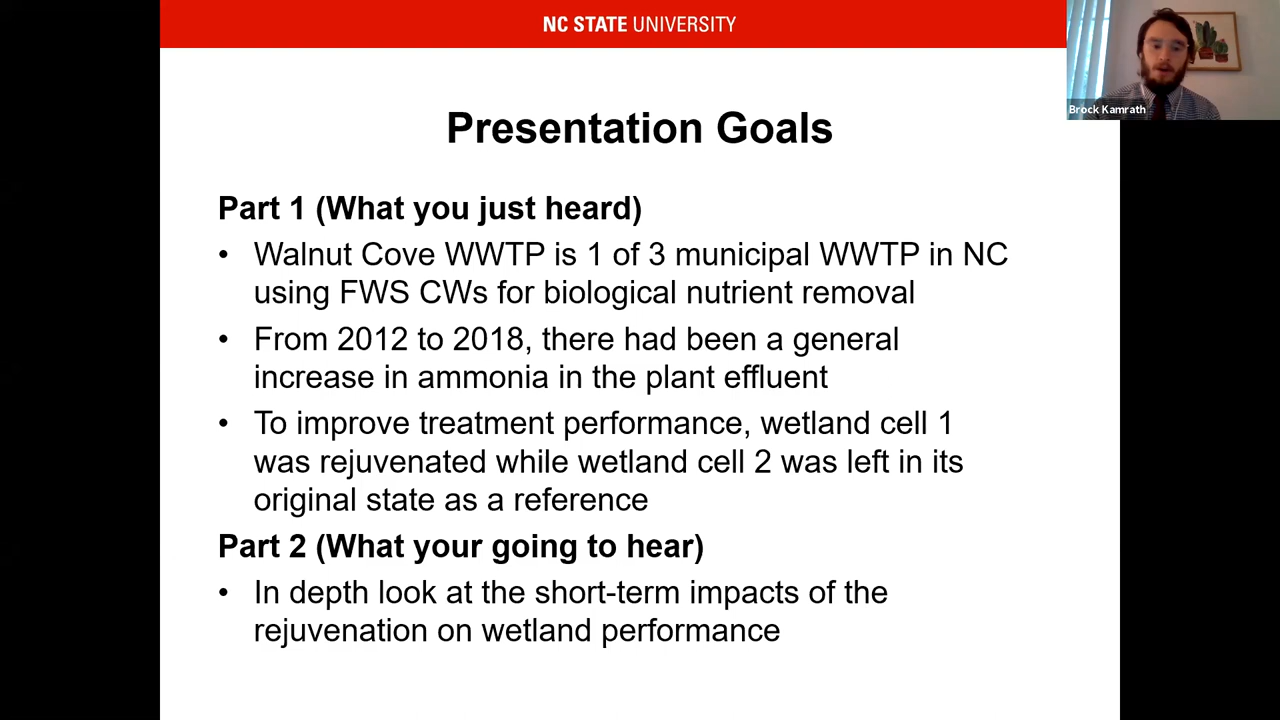 NC STATE UNIVERSITY
Brock Kamrath
Presentation Goals
Part 1 (What you just heard)
• Walnut Cove WWTP is 1 of 3 municipal WWTP in NC
using FWS CWs for biological nutrient removal
• From 2012 to 2018, there had been a general
increase in ammonia in the plant effluent
• To improve treatment performance, wetland cell 1
was rejuvenated while wetland cell 2 was left in its
original state as a reference
Part 2 (What your going to hear)
• In depth look at the short-term impacts of the
rejuvenation on wetland performance